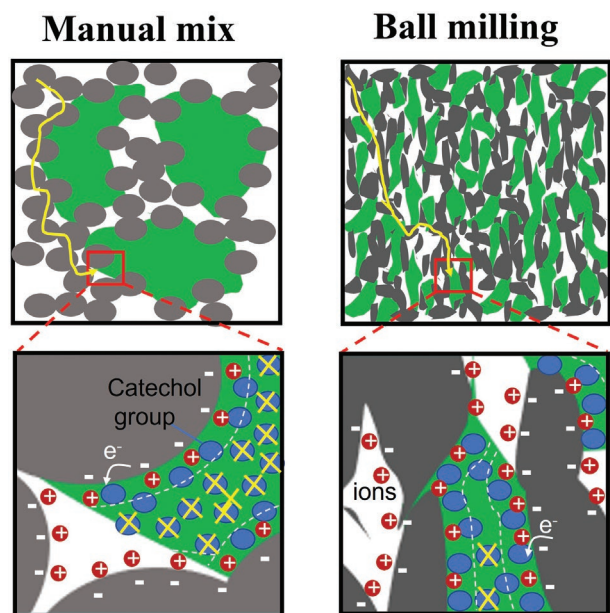 Manual mix
Ball milling
Catechol
group
e-
ions
e-